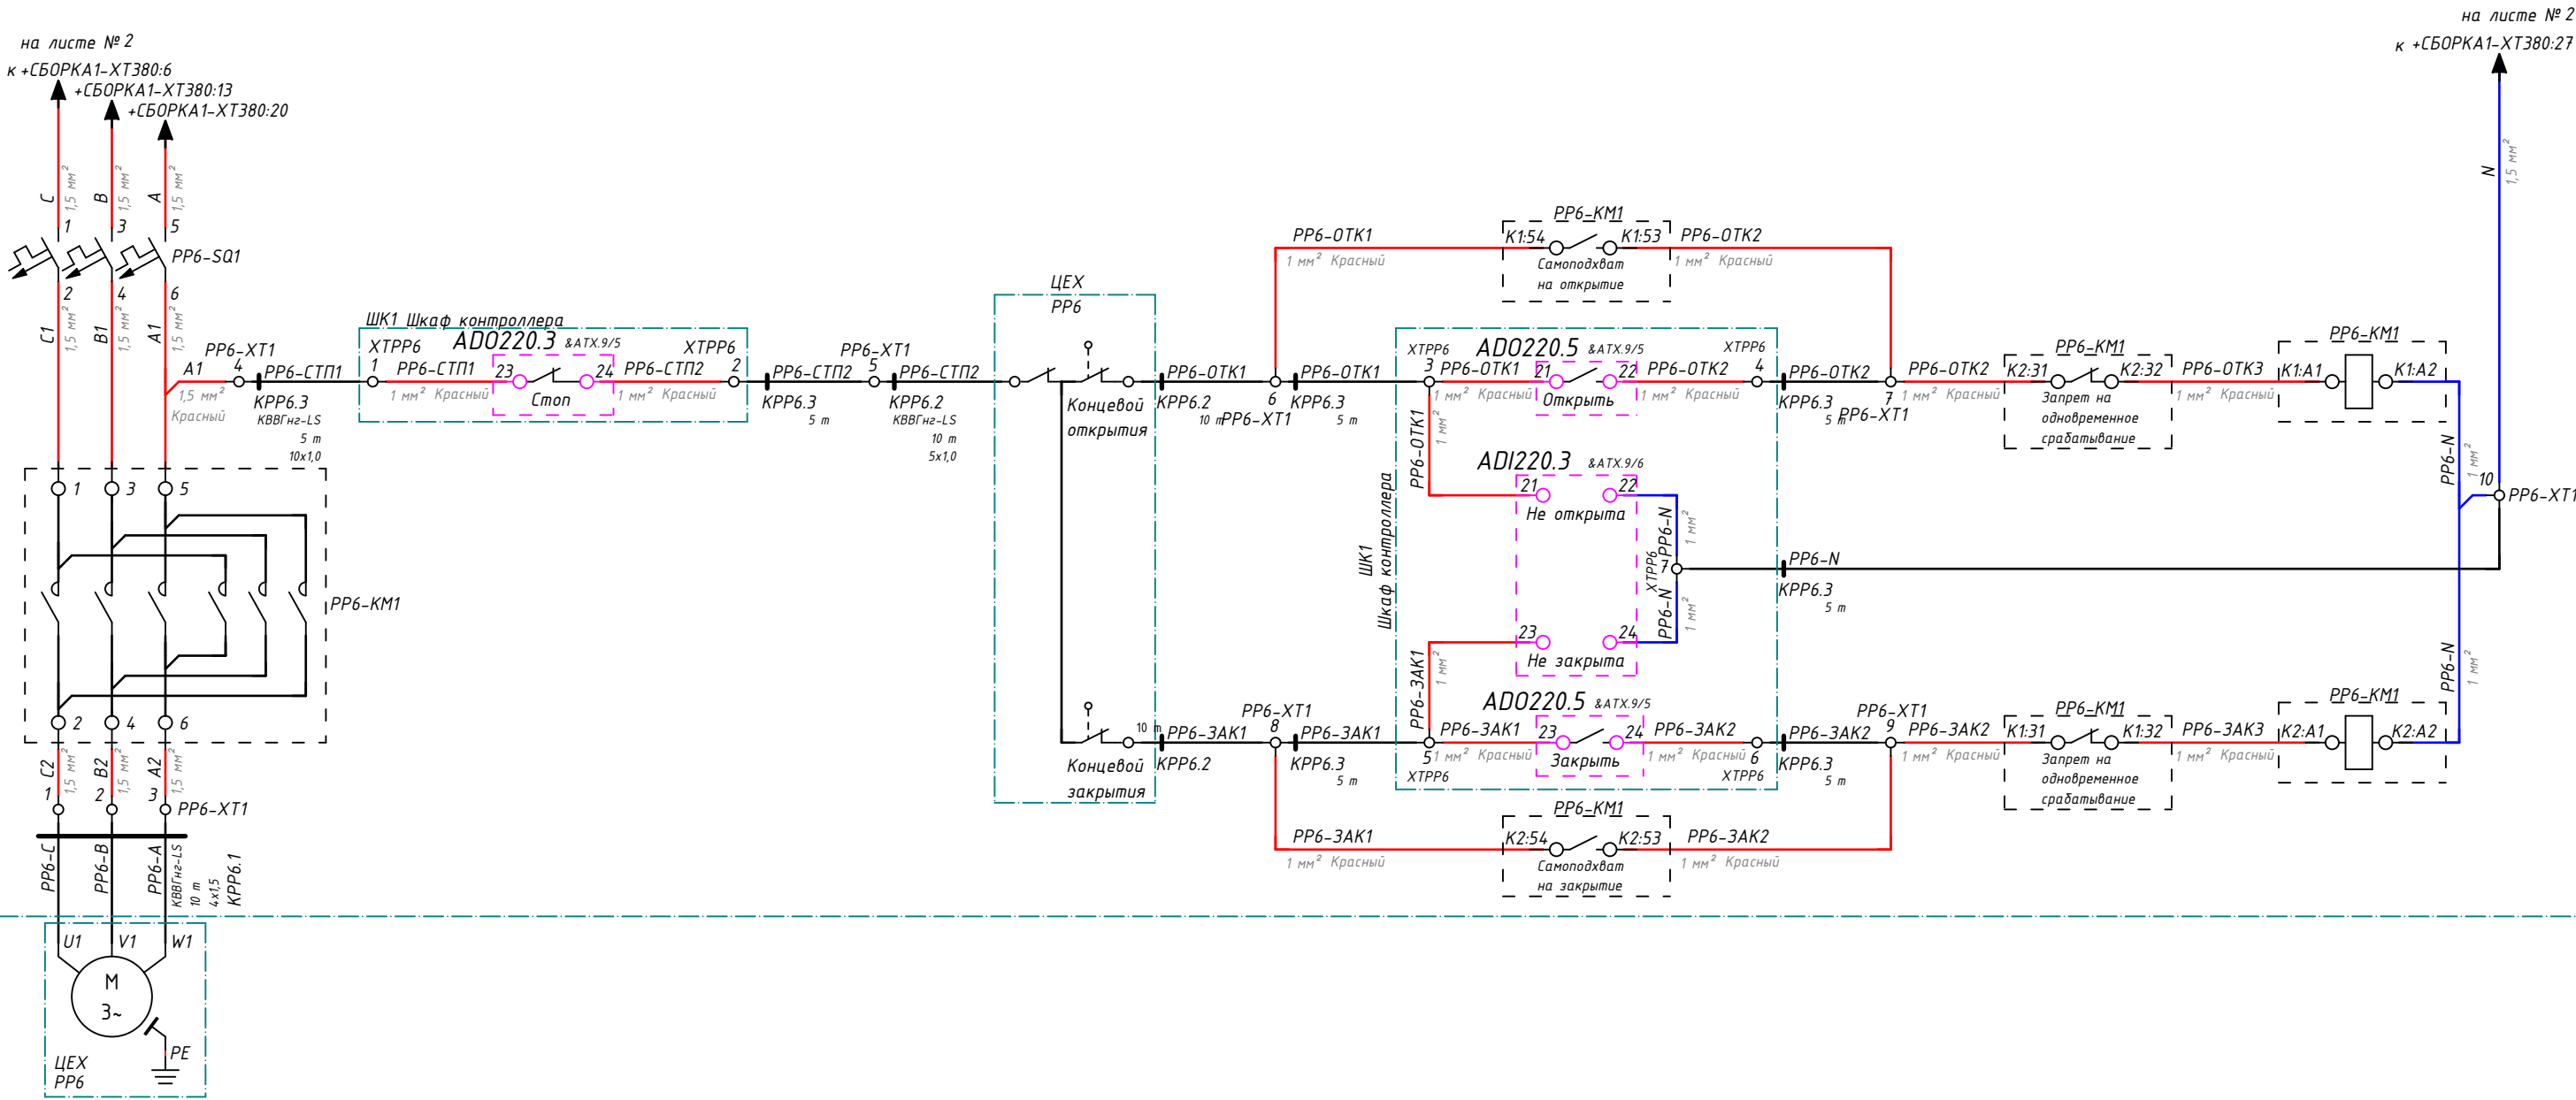 на листе № 2
к +СБОРКА1-ХТ380:6
+СБОРКА1-ХТ380:13
+СБОРКА1-ХТ380:20
C
1,5 мм²
B
1,5 мм²
A
1,5 мм²
1
3
5
PP6-SQ1
2
4
6
C1
1,5 мм²
B1
1,5 мм²
A1
1,5 мм²
A1
1,5 мм²
Красный
PP6-XT1
4
PP6-СТП1
КРР6.3
КВВГнг-LS
5 m
10x1,0
ШК1 Шкаф контроллера
ХТРР6
1
PP6-СТП1
1 мм² Красный
ADO220.3 &ATX.9/5
23
24
Стоп
PP6-СТП2
1 мм² Красный
ХТРР6
2
PP6-СТП2
КРР6.3
5 m
PP6-XT1
5
PP6-СТП2
КРР6.2
КВВГнг-LS
10 m
5x1,0
ЦЕХ
PP6
Концевой
открытия
Концевой
закрытия
PP6-ОТК1
КРР6.2
10 m
6
PP6-XT1
PP6-ОТК1
КРР6.3
5 m
PP6-ОТК1
1 мм² Красный
PP6-KM1
K1:54
K1:53
Самоподхват
на открытие
PP6-ОТК2
1 мм² Красный
ХТРР6
3
PP6-ОТК1
1 мм² Красный
ADO220.5 &ATX.9/5
21
22
Открыть
PP6-ОТК2
1 мм² Красный
ХТРР6
4
PP6-ОТК2
КРР6.3
5 m
7
PP6-XT1
PP6-ОТК2
1 мм² Красный
PP6-KM1
K2:31
K2:32
Запрет на
одновременное
срабатывание
PP6-ОТК3
1 мм² Красный
PP6-KM1
K1:A1
K1:A2
PP6-N
1 мм²
на листе № 2
к +СБОРКА1-ХТ380:27
N
1,5 мм²
10
PP6-XT1
PP6-ОТК1
1 мм²
ШК1
Шкаф контроллера
ADI220.3 &ATX.9/6
21
22
Не открыта
23
24
Не закрыта
PP6-N
1 мм²
ХТРР6
7
PP6-N
1 мм²
PP6-N
КРР6.3
5 m
PP6-ЗАК1
1 мм²
10 m
PP6-ЗАК1
КРР6.2
PP6-XT1
8
PP6-ЗАК1
КРР6.3
5 m
5
ХТРР6
PP6-ЗАК1
1 мм² Красный
ADO220.5 &ATX.9/5
23
24
Закрыть
PP6-ЗАК2
1 мм² Красный
6
ХТРР6
PP6-ЗАК2
КРР6.3
5 m
PP6-XT1
9
PP6-ЗАК2
1 мм² Красный
PP6-KM1
K1:31
K1:32
Запрет на
одновременное
срабатывание
PP6-ЗАК3
1 мм² Красный
PP6-KM1
K2:A1
K2:A2
PP6-N
1 мм²
PP6-ЗАК1
1 мм² Красный
PP6-KM1
K2:54
K2:53
Самоподхват
на закрытие
PP6-ЗАК2
1 мм² Красный
1
3
5
PP6-KM1
2
4
6
C2
1,5 мм²
B2
1,5 мм²
A2
1,5 мм²
1
2
3
PP6-XT1
PP6-C
PP6-B
PP6-A
КВВГнг-LS
10 m
4x1,5
КРР6.1
U1
V1
W1
M
3~
PE
ЦЕХ
PP6